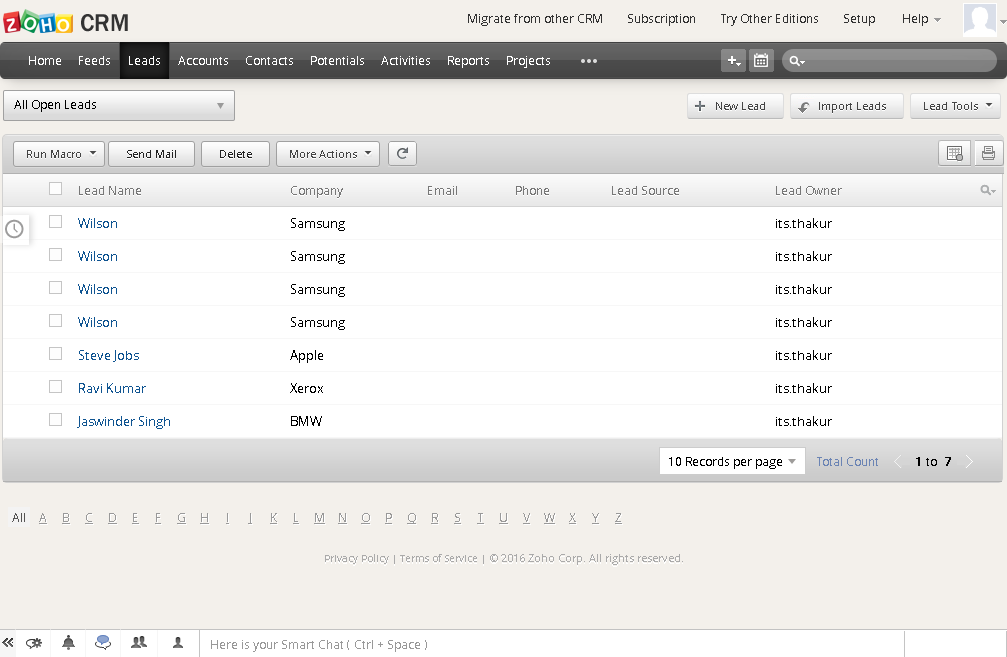 ZOHO CRM Migrate from other CRM Subscription Try Other Editions Setup Help
Home Feeds Leads Accounts Contacts Potentials Activities Reports Projects •••
All Open Leads New Lead Import Leads Lead Tools
Run Macro Send Mail Delete More Actions
Lead Name Company Email Phone Lead Source Lead Owner
Wilson Samsung its.thakur
Wilson Samsung its.thakur
Wilson Samsung its.thakur
Wilson Samsung its.thakur
Steve Jobs Apple its.thakur
Ravi Kumar Xerox its.thakur
Jaswinder Singh BMW its.thakur
10 Records per page Total Count 1 to 7
All A B C D E F G H I J K L M N O P Q R S T U V W X Y Z
Privacy Policy | Terms of Service | © 2016 Zoho Corp. All rights reserved.
Here is your Smart Chat ( Ctrl + Space )